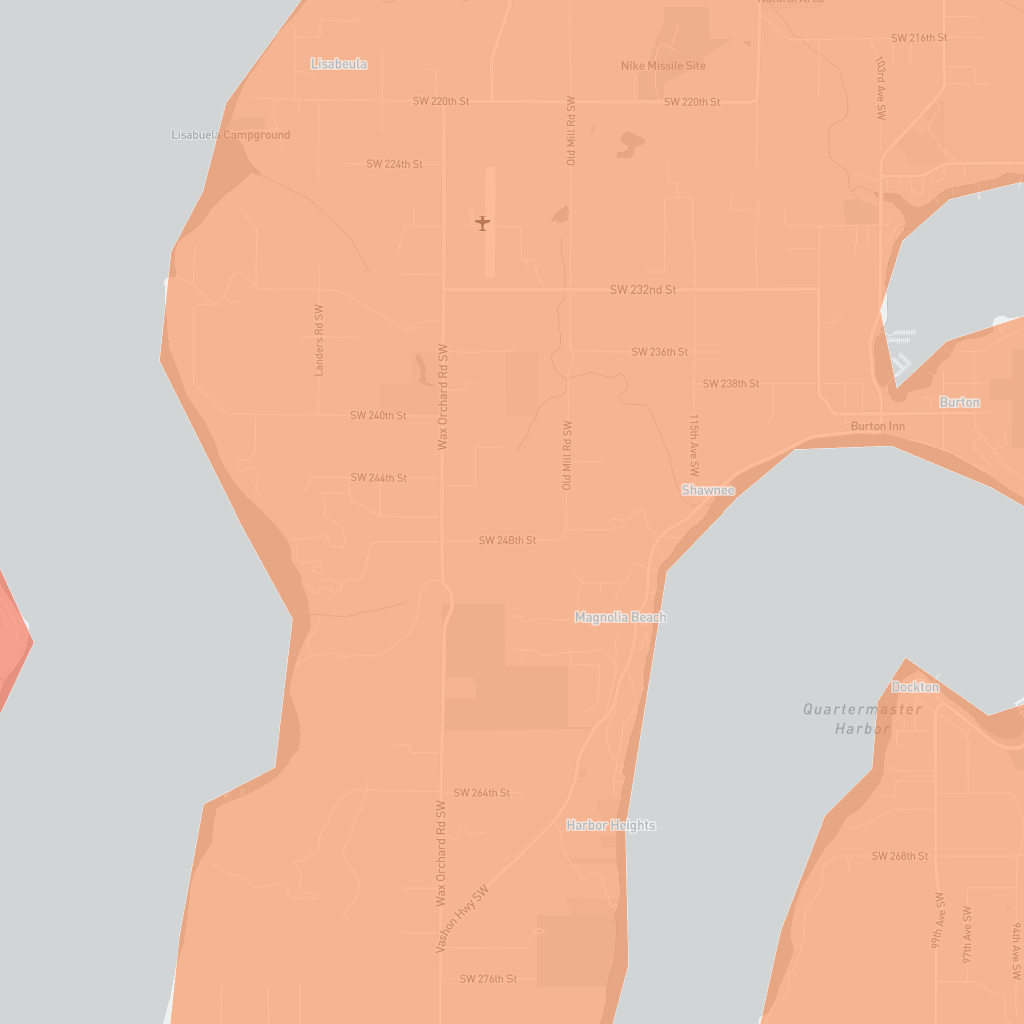 Natural Area
SW 216th St
Lisabeula
Nike Missile Site
103rd Ave SW
SW 220th St
SW 220th St
Old Mill Rd SW
Lisabuela Campground
SW 224th St
SW 232nd St
Landers Rd SW
Wax Orchard Rd SW
SW 236th St
SW 238th St
Burton
SW 240th St
Burton Inn
Old Mill Rd SW
115th Ave SW
SW 244th St
Shawnee
SW 248th St
Magnolia Beach
Dockton
Quartermaster
Harbor
SW 264th St
Wax Orchard Rd SW
Harbor Heights
SW 268th St
Vashon Hwy SW
99th Ave SW
97th Ave SW
94th Ave SW
SW 276th St